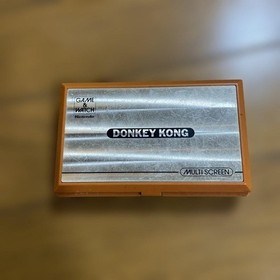 GAME
&
WATCH
Nintendo
DONKEY KONG
MULTI SCREEN